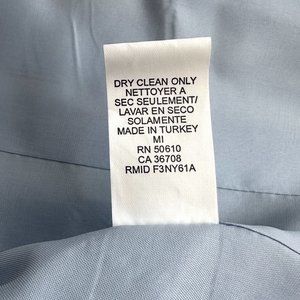 DRY CLEAN ONLY
NETTOYER A
SEC SEULEMENT/
LAVAR EN SECO
SOLAMENTE
MADE IN TURKEY
MI
RN 50610
CA 36708
RMID F3NY61A